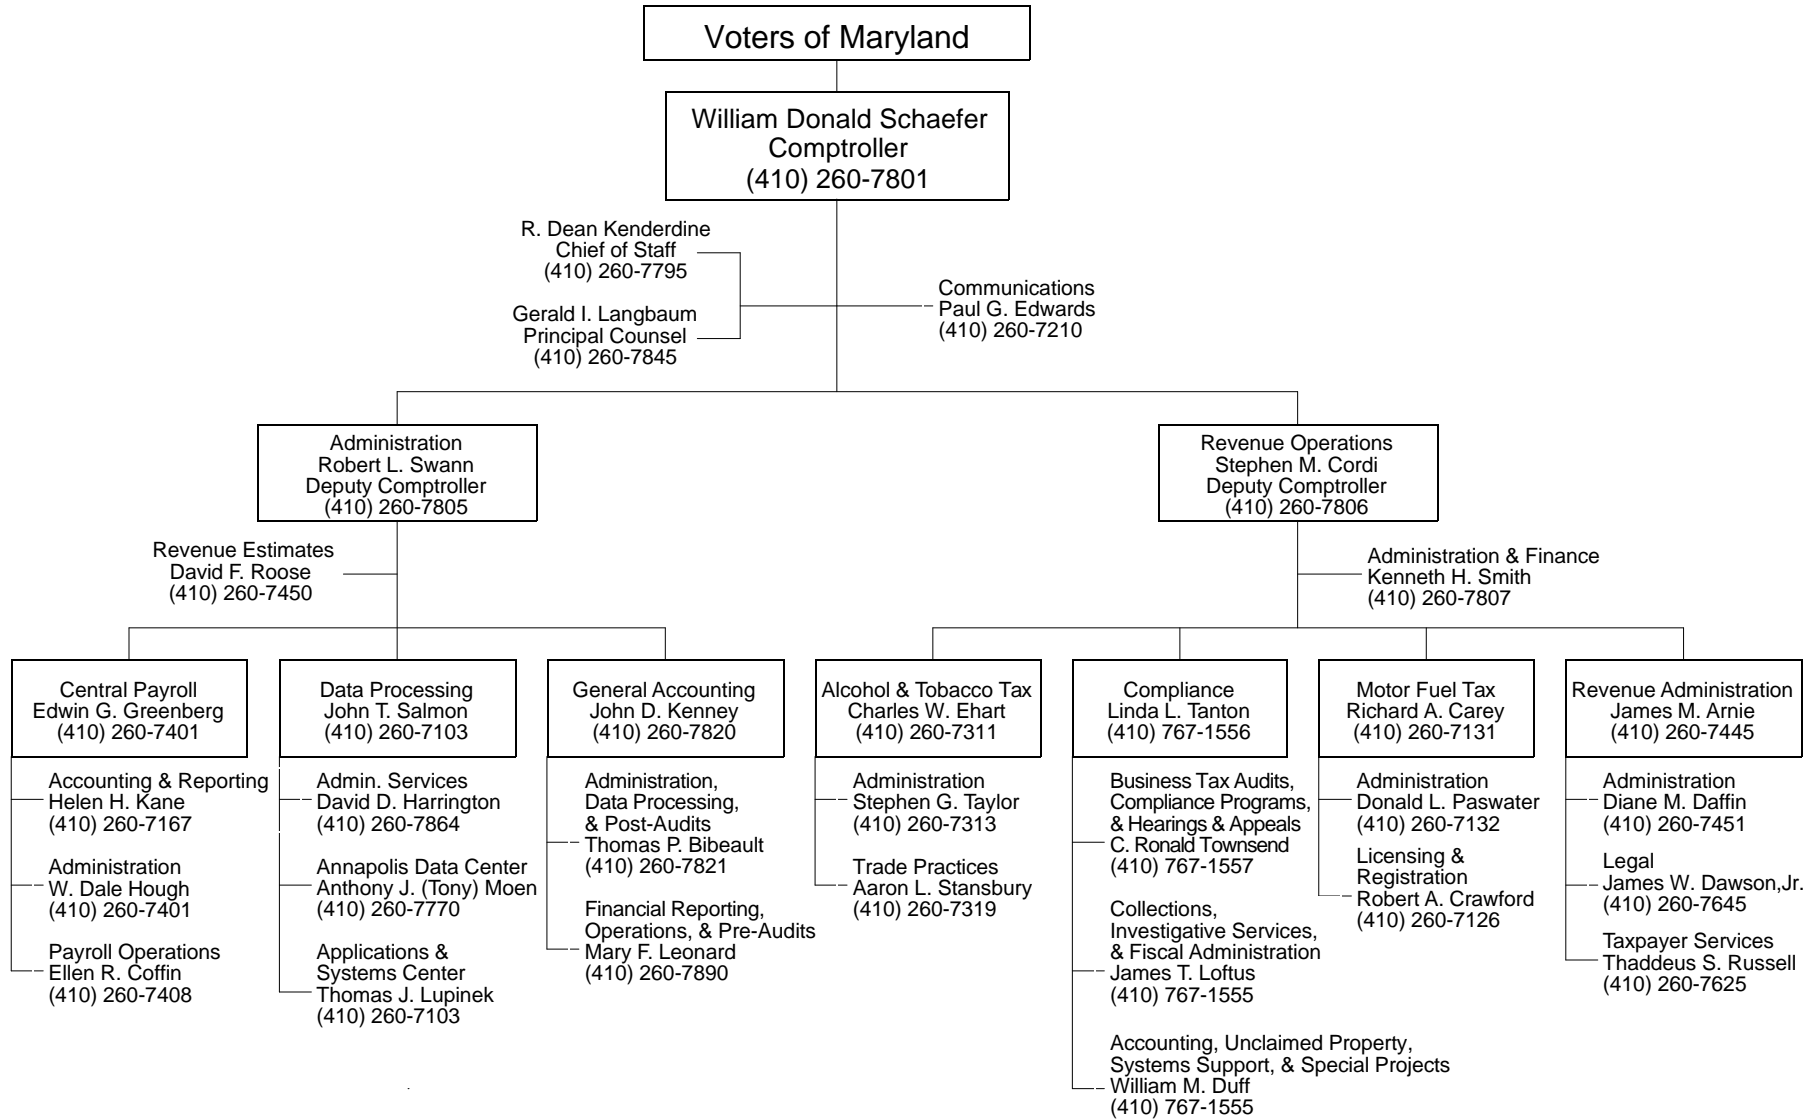 Voters of Maryland
William Donald Schaefer
Comptroller
(410) 260-7801
R. Dean Kenderdine
Chief of Staff
(410) 260-7795
Gerald I. Langbaum
Principal Counsel
(410) 260-7845
Communications
Paul G. Edwards
(410) 260-7210
Administration
Robert L. Swann
Deputy Comptroller
(410) 260-7805
Revenue Operations
Stephen M. Cordi
Deputy Comptroller
(410) 260-7806
Revenue Estimates
David F. Roose
(410) 260-7450
Administration & Finance
Kenneth H. Smith
(410) 260-7807
Central Payroll
Edwin G. Greenberg
(410) 260-7401
Accounting & Reporting
Helen H. Kane
(410) 260-7167
Administration
W. Dale Hough
(410) 260-7401
Payroll Operations
Ellen R. Coffin
(410) 260-7408
Data Processing
John T. Salmon
(410) 260-7103
Admin. Services
David D. Harrington
(410) 260-7864
Annapolis Data Center
Anthony J. (Tony) Moen
(410) 260-7770
Applications &
Systems Center
Thomas J. Lupinek
(410) 260-7103
General Accounting
John D. Kenney
(410) 260-7820
Administration,
Data Processing,
& Post-Audits
Thomas P. Bibeault
(410) 260-7821
Financial Reporting,
Operations, & Pre-Audits
Mary F. Leonard
(410) 260-7890
Alcohol & Tobacco Tax
Charles W. Ehart
(410) 260-7311
Administration
Stephen G. Taylor
(410) 260-7313
Trade Practices
Aaron L. Stansbury
(410) 260-7319
Compliance
Linda L. Tanton
(410) 767-1556
Business Tax Audits,
Compliance Programs,
& Hearings & Appeals
C. Ronald Townsend
(410) 767-1557
Collections,
Investigative Services,
& Fiscal Administration
James T. Loftus
(410) 767-1555
Accounting, Unclaimed Property,
Systems Support, & Special Projects
William M. Duff
(410) 767-1555
Motor Fuel Tax
Richard A. Carey
(410) 260-7131
Administration
Donald L. Paswater
(410) 260-7132
Licensing &
Registration
Robert A. Crawford
(410) 260-7126
Revenue Administration
James M. Arnie
(410) 260-7445
Administration
Diane M. Daffin
(410) 260-7451
Legal
James W. Dawson,Jr.
(410) 260-7645
Taxpayer Services
Thaddeus S. Russell
(410) 260-7625